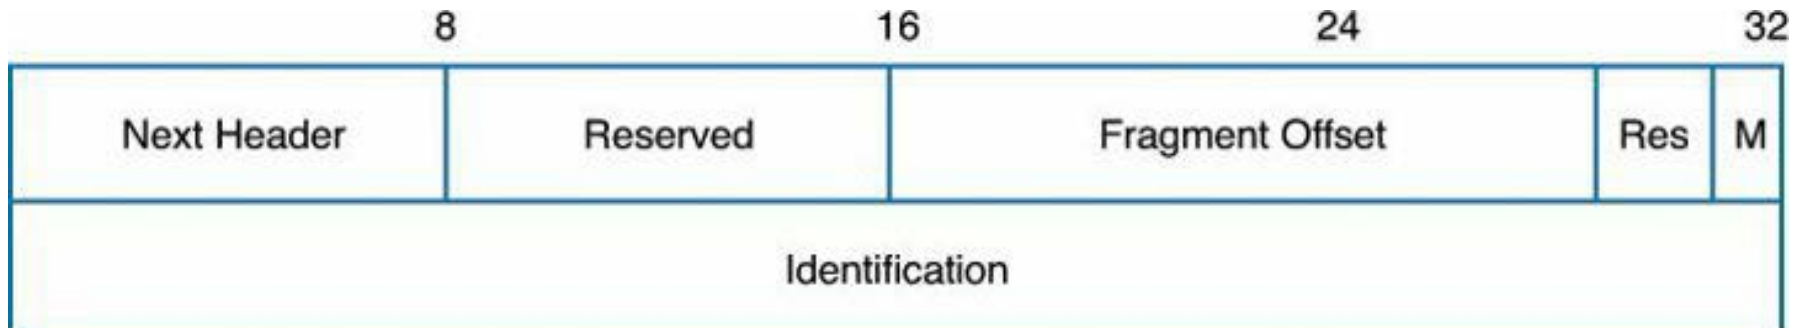 8 16 24 32
Next Header Reserved Fragment Offset Res M
Identification